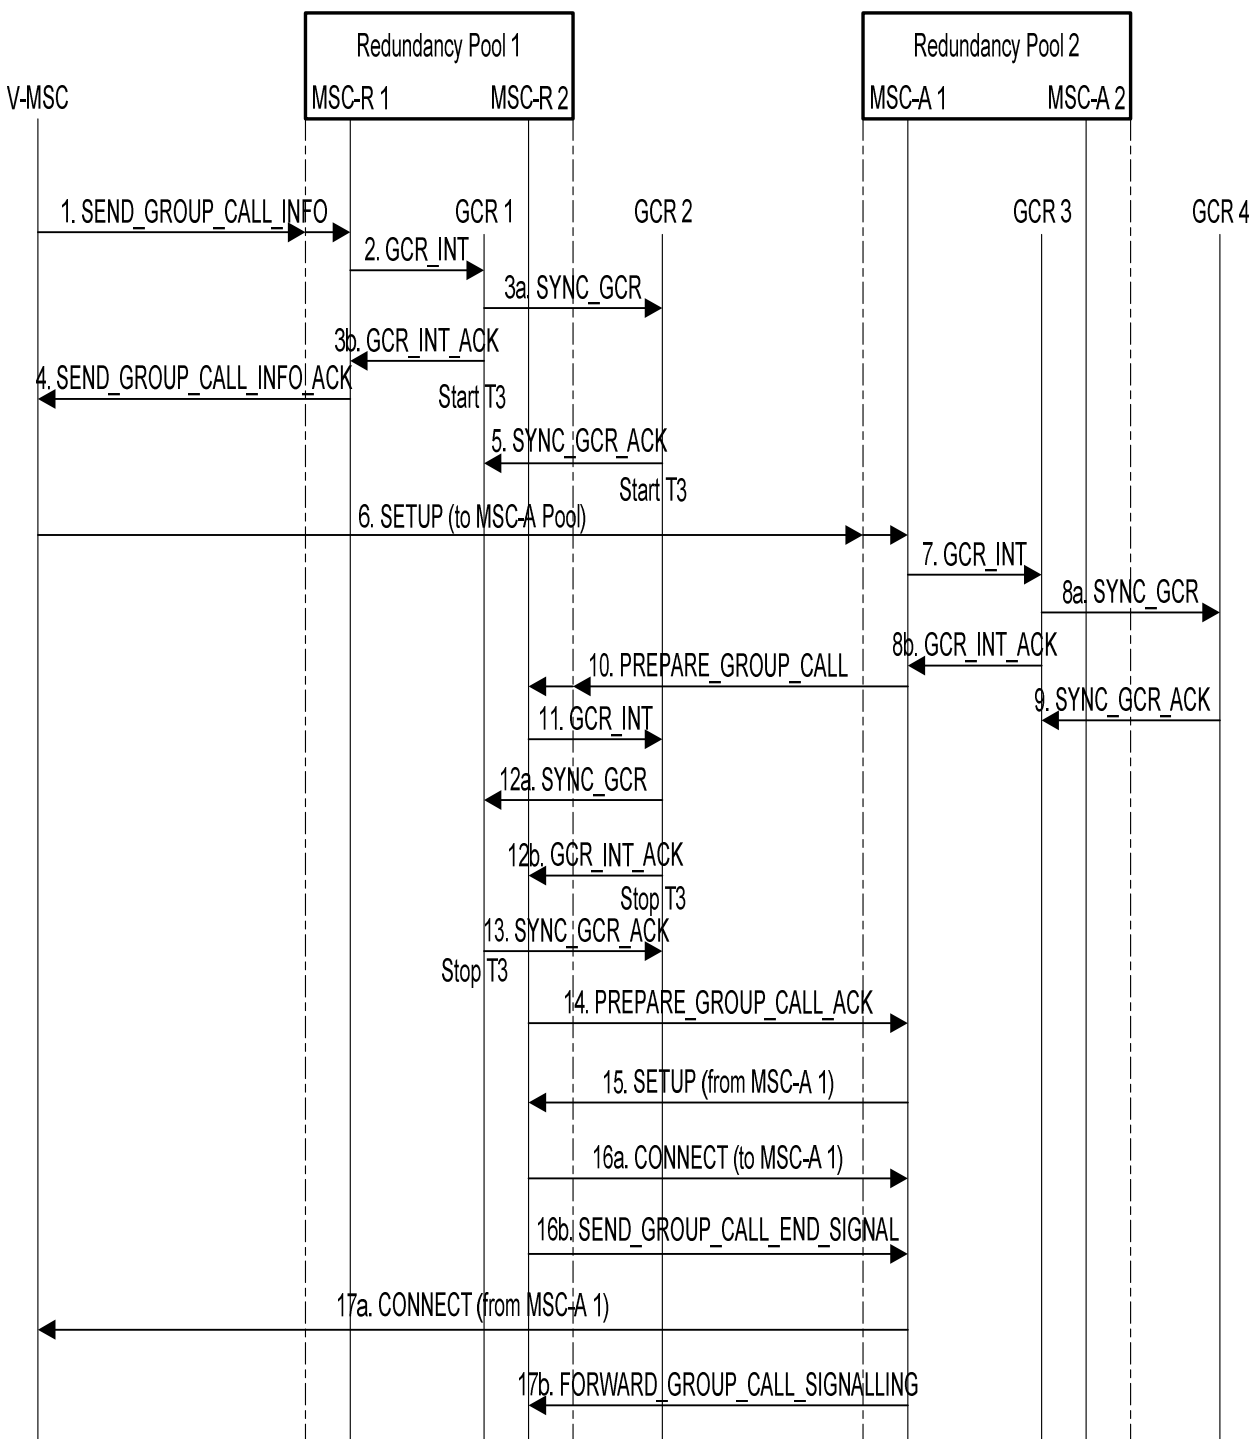 Redundancy Pool 1
Redundancy Pool 2
V-MSC
MSC-R 1
MSC-R 2
MSC-A 1
MSC-A 2
1. SEND_GROUP_CALL_INFO
GCR 1
GCR 2
GCR 3
GCR 4
2. GCR_INT
3a. SYNC_GCR
3b. GCR_INT_ACK
4. SEND_GROUP_CALL_INFO_ACK
Start T3
5. SYNC_GCR_ACK
Start T3
6. SETUP (to MSC-A Pool)
7. GCR_INT
8a. SYNC_GCR
8b. GCR_INT_ACK
10. PREPARE_GROUP_CALL
9. SYNC_GCR_ACK
11. GCR_INT
12a. SYNC_GCR
12b. GCR_INT_ACK
Stop T3
13. SYNC_GCR_ACK
Stop T3
14. PREPARE_GROUP_CALL_ACK
15. SETUP (from MSC-A 1)
16a. CONNECT (to MSC-A 1)
16b. SEND_GROUP_CALL_END_SIGNAL
17a. CONNECT (from MSC-A 1)
17b. FORWARD_GROUP_CALL_SIGNALLING